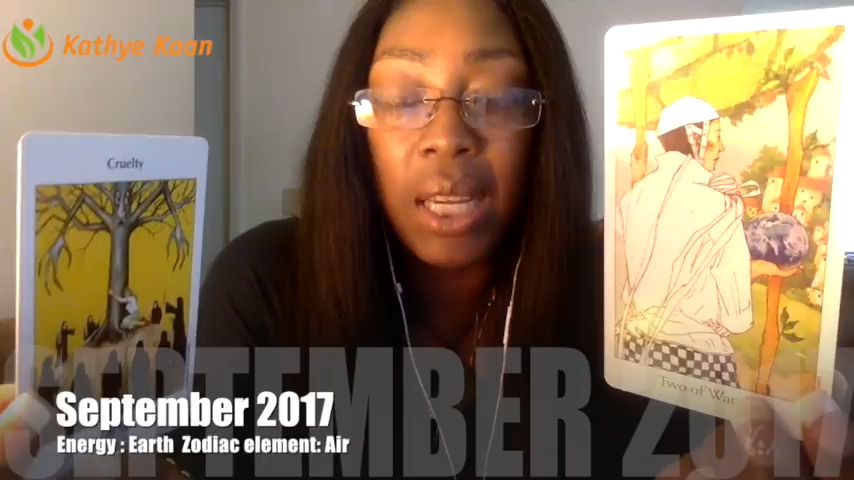 Kathye Kaan
Cruelty
SEPTEMBER 2017
September 2017
Energy : Earth Zodiac element: Air